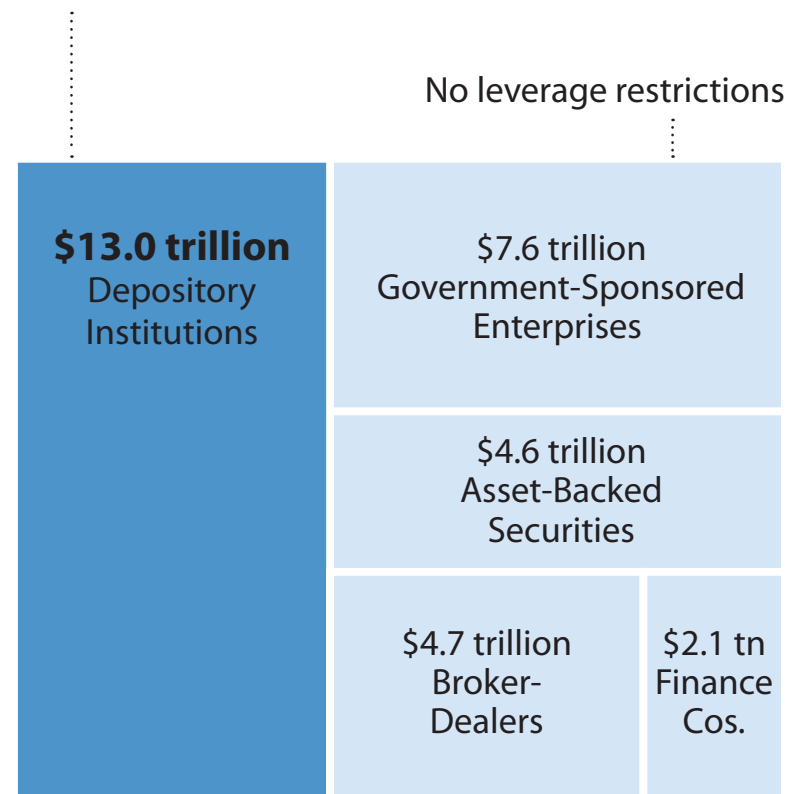 No leverage restrictions
$13.0 trillion
Depository
Institutions
$7.6 trillion
Government-Sponsored
Enterprises
$4.6 trillion
Asset-Backed
Securities
$4.7 trillion
Broker-
Dealers
$2.1 tn
Finance
Cos.